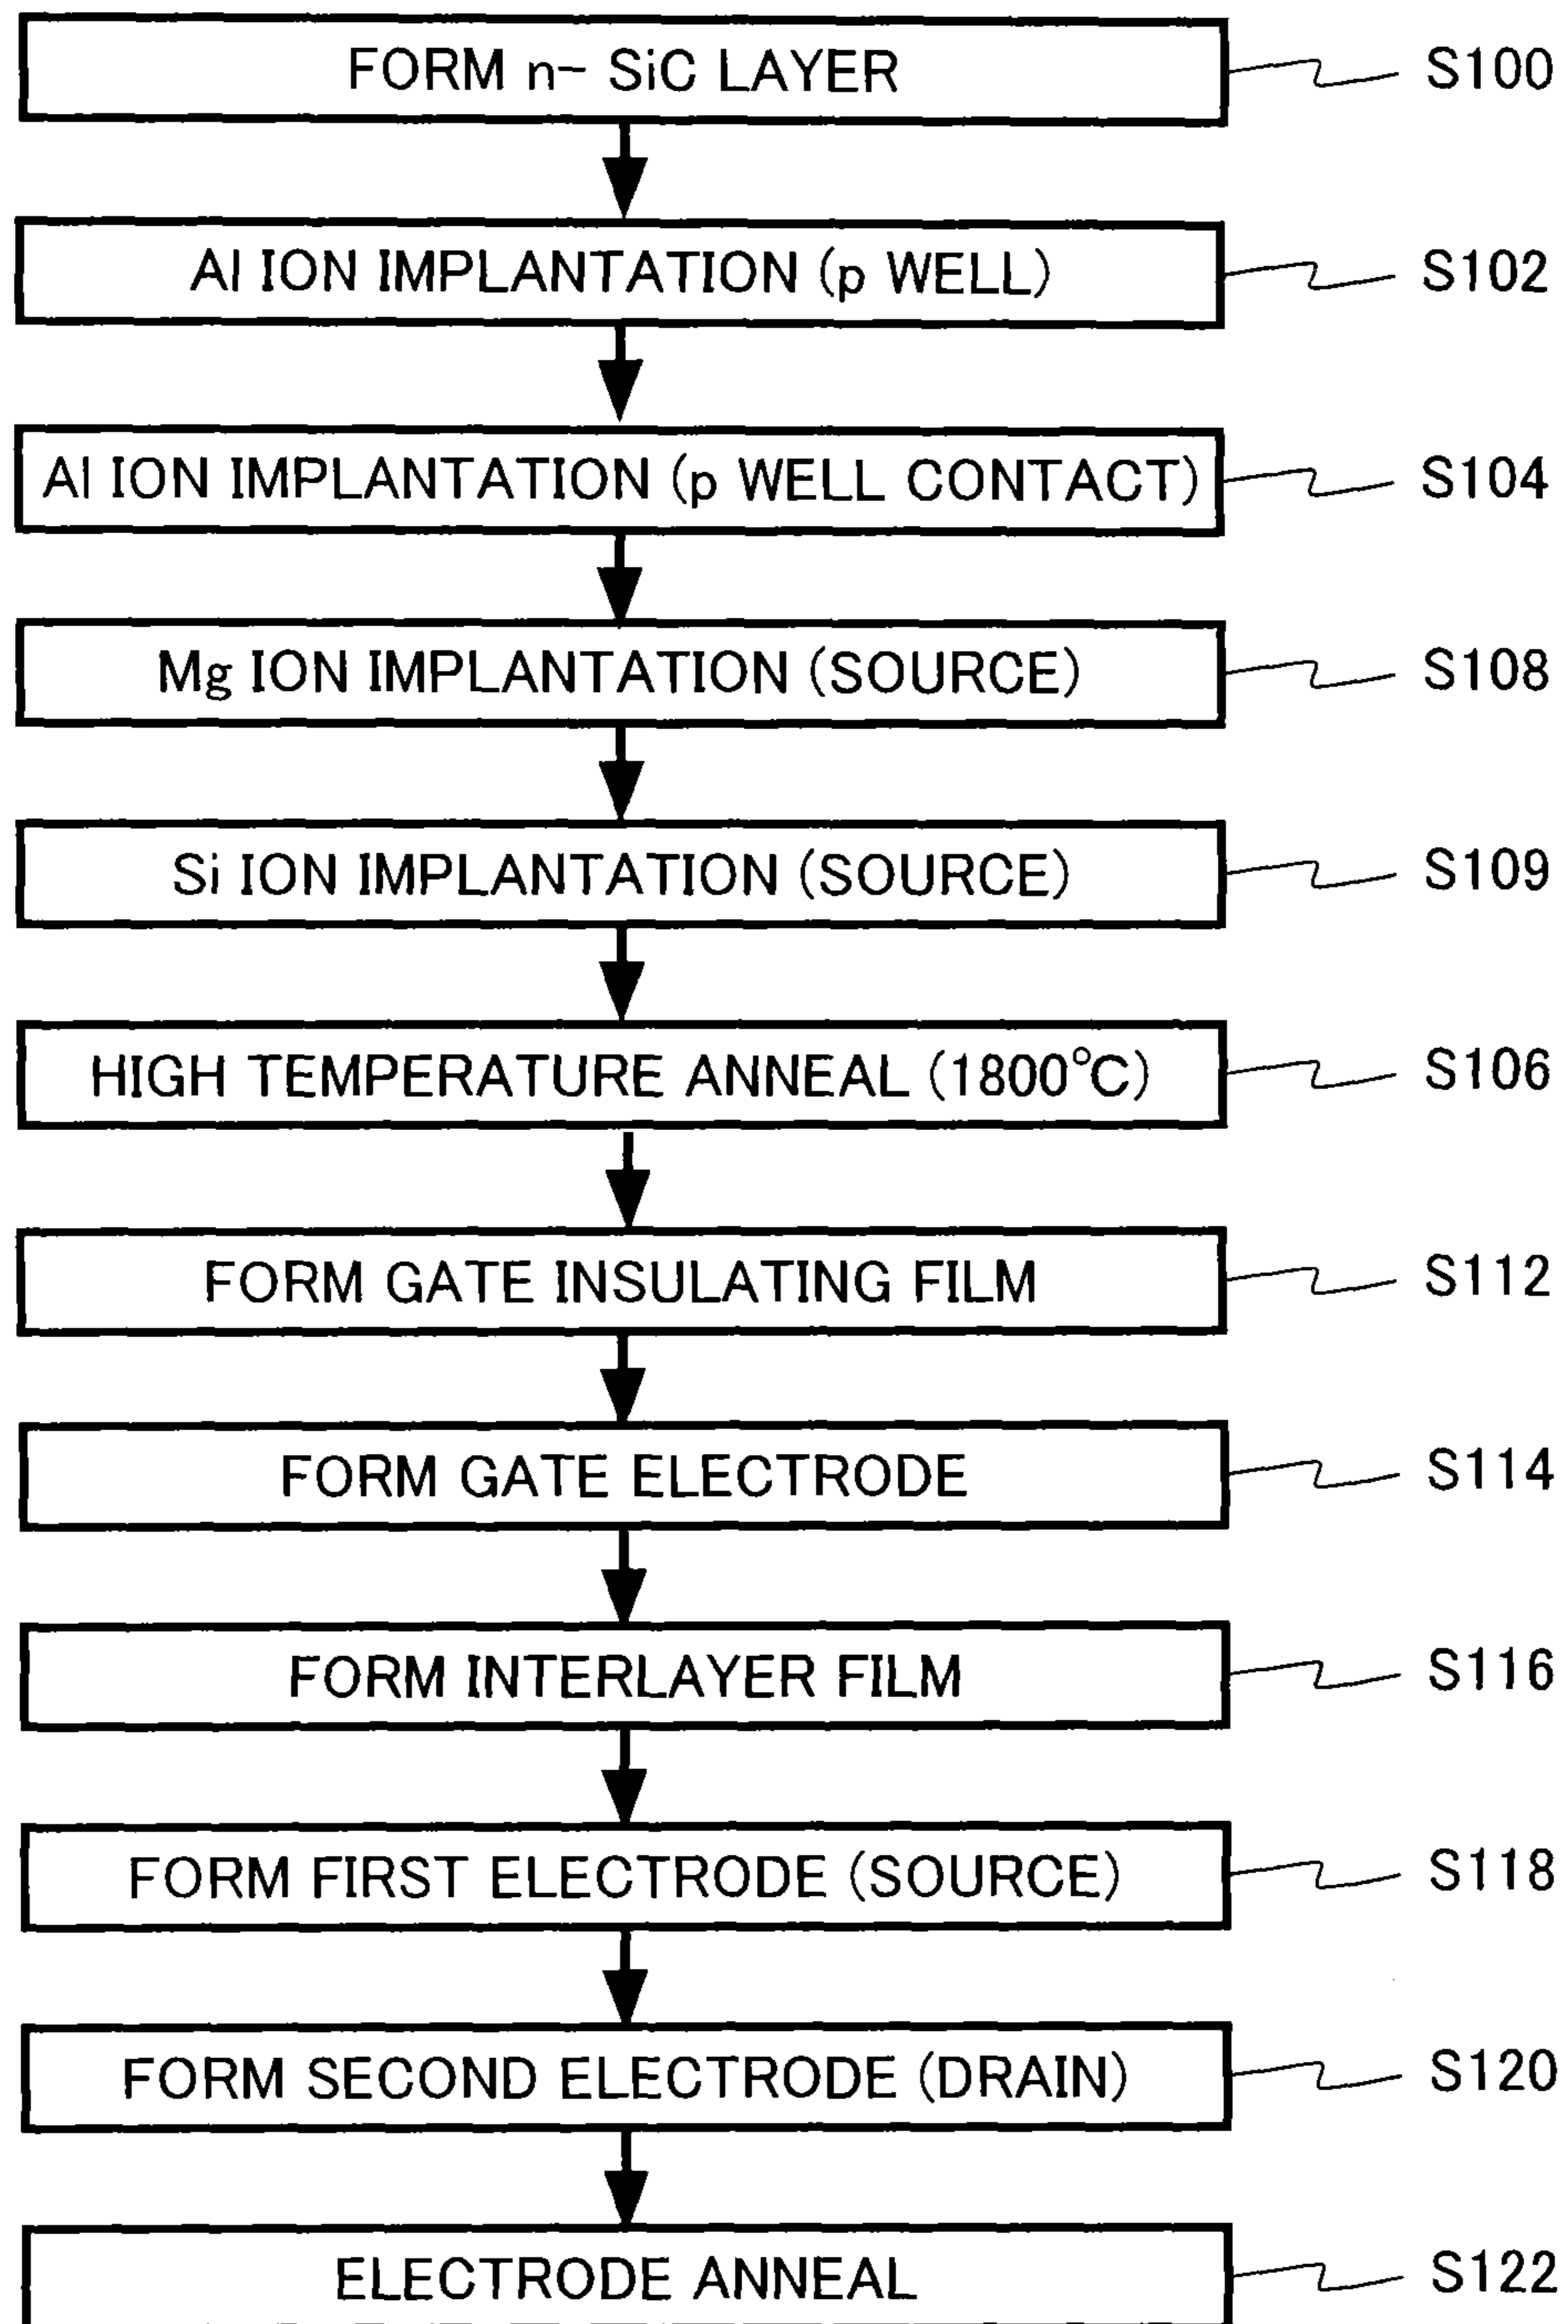 FORM n- SiC LAYER S100
Al ION IMPLANTATION (p WELL) S102
Al ION IMPLANTATION (p WELL CONTACT) S104
Mg ION IMPLANTATION (SOURCE) S108
Si ION IMPLANTATION (SOURCE) S109
HIGH TEMPERATURE ANNEAL (1800°C) S106
FORM GATE INSULATING FILM S112
FORM GATE ELECTRODE S114
FORM INTERLAYER FILM S116
FORM FIRST ELECTRODE (SOURCE) S118
FORM SECOND ELECTRODE (DRAIN) S120
ELECTRODE ANNEAL S122